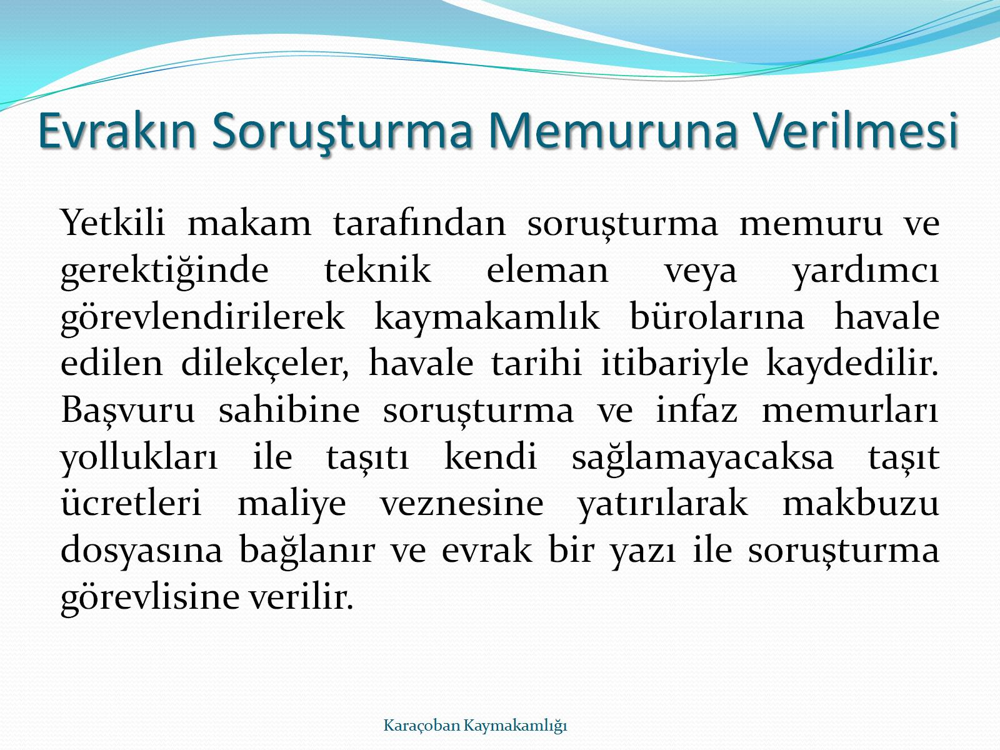 Evrakın Soruşturma Memuruna Verilmesi
Yetkili makam tarafından soruşturma memuru ve
gerektiğinde teknik eleman veya yardımcı
görevlendirilerek kaymakamlık bürolarına havale
edilen dilekçeler, havale tarihi itibariyle kaydedilir.
Başvuru sahibine soruşturma ve infaz memurları
yollukları ile taşıtı kendi sağlamayacaksa taşıt
ücretleri maliye veznesine yatırılarak makbuzu
dosyasına bağlanır ve evrak bir yazı ile soruşturma
görevlisine verilir.
Karaçoban Kaymakamlığı